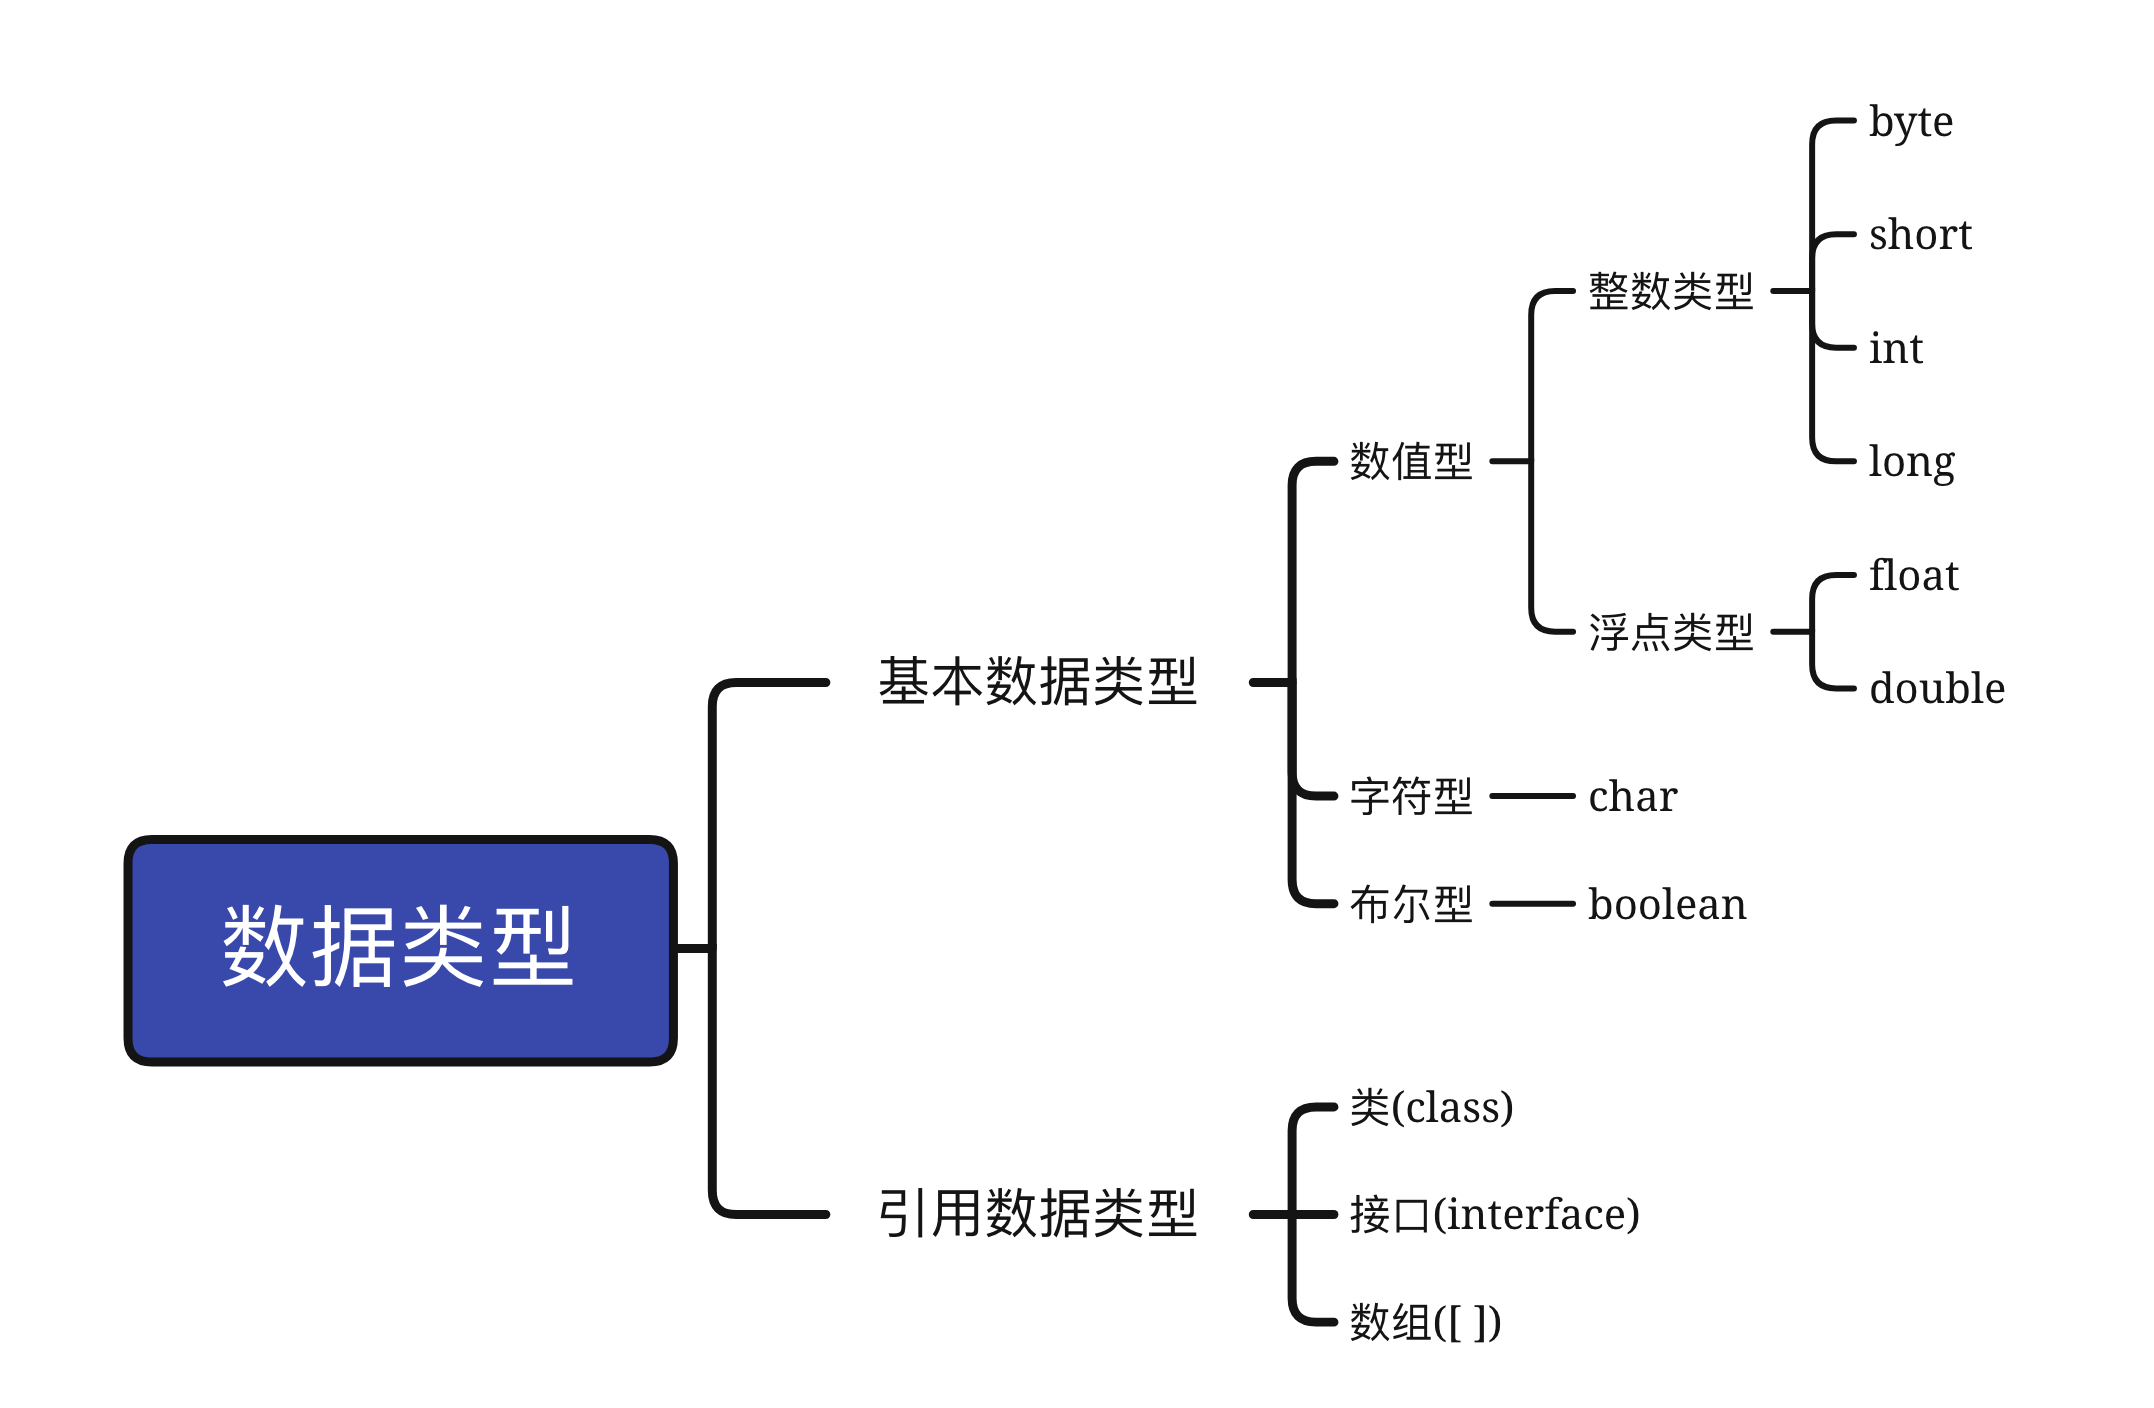 数据类型
基本数据类型
数值型
整数类型
byte
short
int
long
浮点类型
float
double
字符型
char
布尔型
boolean
引用数据类型
类(class)
接口(interface)
数组([ ])